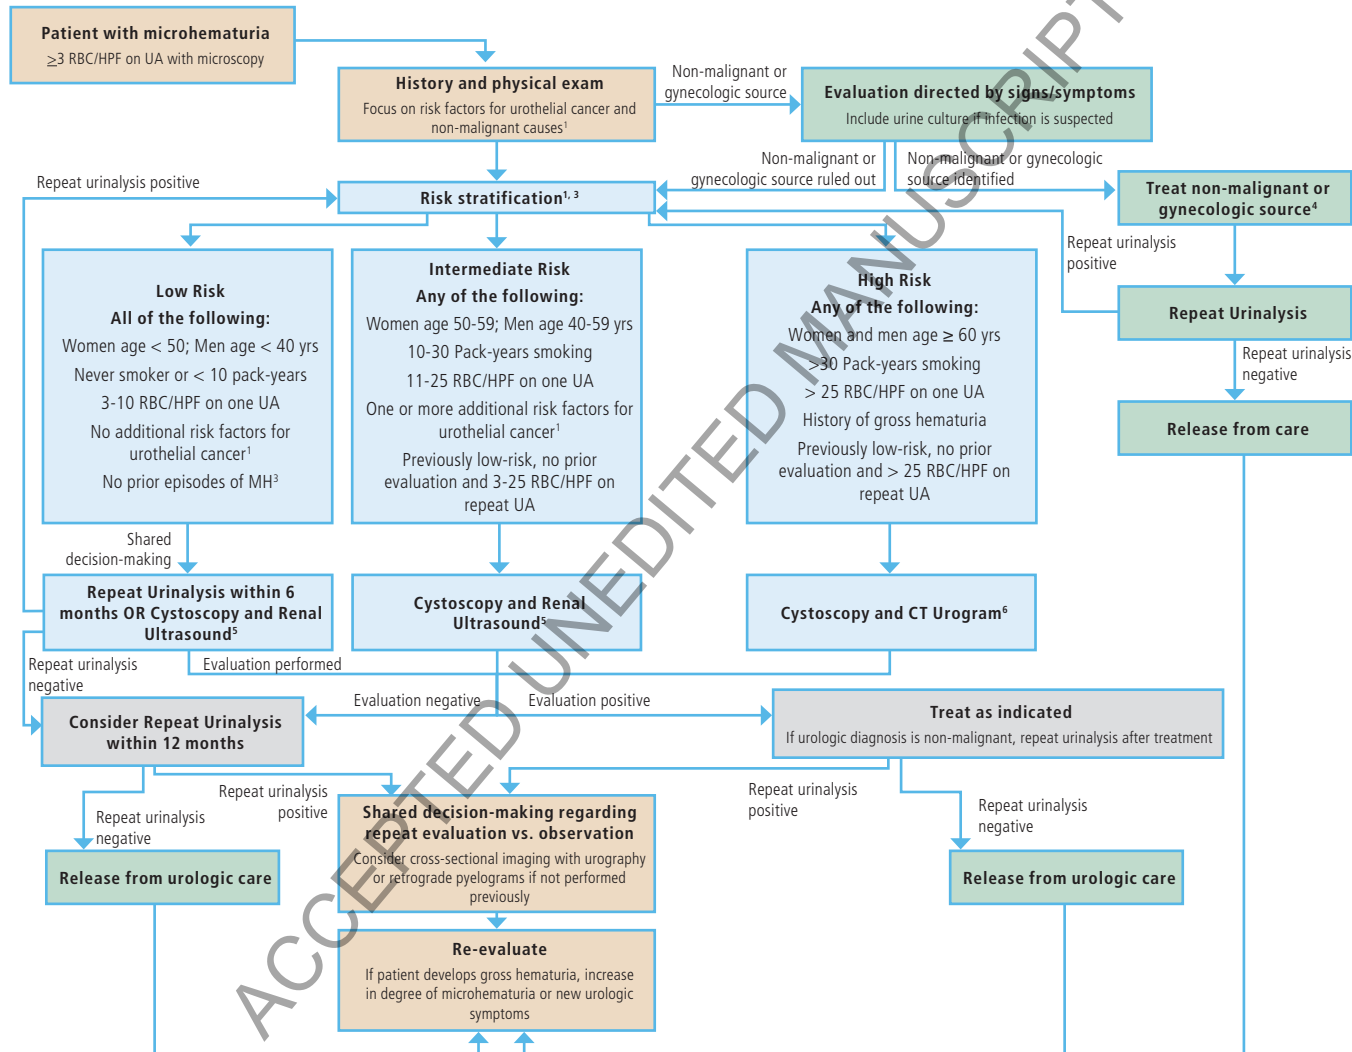 Patient with microhematuria
≥3 RBC/HPF on UA with microscopy
History and physical exam
Focus on risk factors for urothelial cancer and
non-malignant causes¹
Non-malignant or
gynecologic source
Evaluation directed by signs/symptoms
Include urine culture if infection is suspected
Non-malignant or
gynecologic source ruled out
Non-malignant or gynecologic
source identified
Treat non-malignant or
gynecologic source⁴
Repeat urinalysis positive
Risk stratification¹, ³
Repeat urinalysis
positive
Repeat Urinalysis
Repeat urinalysis
negative
Release from care
Low Risk
All of the following:
Women age < 50; Men age < 40 yrs
Never smoker or < 10 pack-years
3-10 RBC/HPF on one UA
No additional risk factors for
urothelial cancer¹
No prior episodes of MH³
Intermediate Risk
Any of the following:
Women age 50-59; Men age 40-59 yrs
10-30 Pack-years smoking
11-25 RBC/HPF on one UA
One or more additional risk factors for
urothelial cancer¹
Previously low-risk, no prior
evaluation and 3-25 RBC/HPF on
repeat UA
High Risk
Any of the following:
Women and men age ≥ 60 yrs
>30 Pack-years smoking
> 25 RBC/HPF on one UA
History of gross hematuria
Previously low-risk, no prior
evaluation and > 25 RBC/HPF on
repeat UA
Shared
decision-making
Repeat Urinalysis within 6
months OR Cystoscopy and Renal
Ultrasound⁵
Cystoscopy and Renal
Ultrasound⁵
Cystoscopy and CT Urogram⁶
Repeat urinalysis
negative
Evaluation performed
Evaluation negative
Evaluation positive
Consider Repeat Urinalysis
within 12 months
Treat as indicated
If urologic diagnosis is non-malignant, repeat urinalysis after treatment
Repeat urinalysis
negative
Repeat urinalysis
positive
Repeat urinalysis
positive
Repeat urinalysis
negative
Release from urologic care
Shared decision-making regarding
repeat evaluation vs. observation
Consider cross-sectional imaging with urography
or retrograde pyelograms if not performed
previously
Release from urologic care
Re-evaluate
If patient develops gross hematuria, increase
in degree of microhematuria or new urologic
symptoms
ACCEPTED UNEDITED MANUSCRIPT